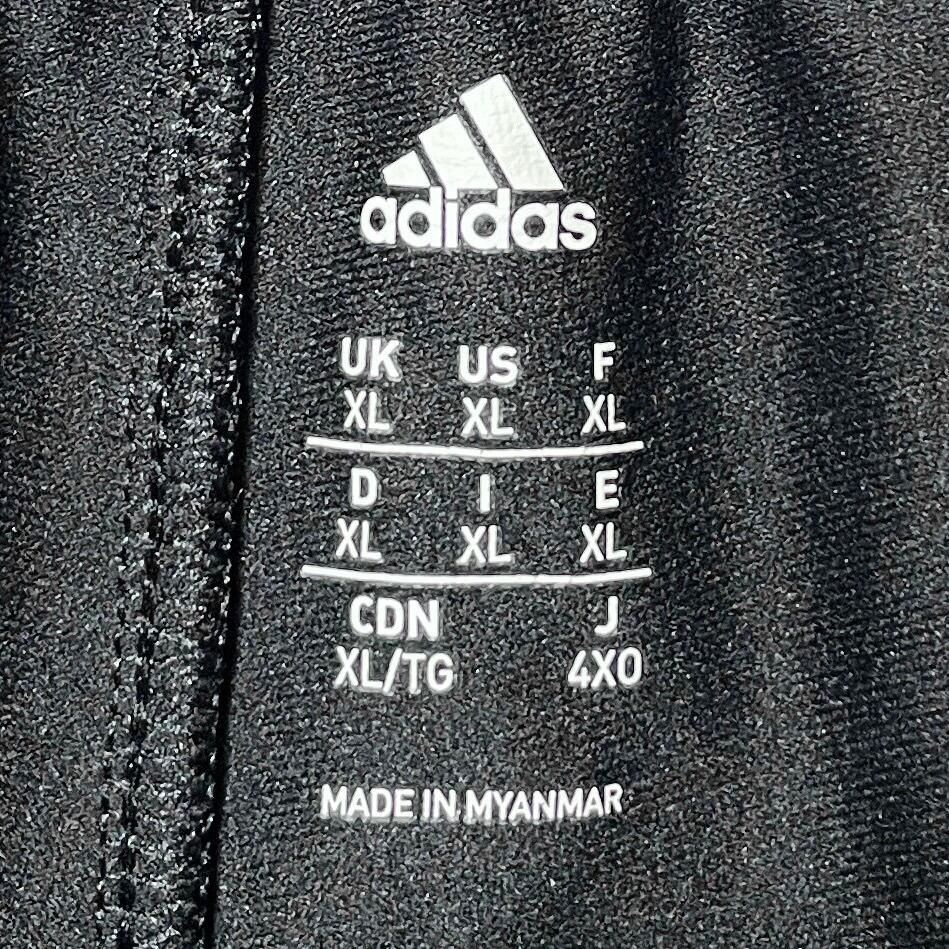 adidas
UK US F
XL XL XL
D I E
XL XL XL
CDN J
XL/TG 4XO
MADE IN MYANMAR